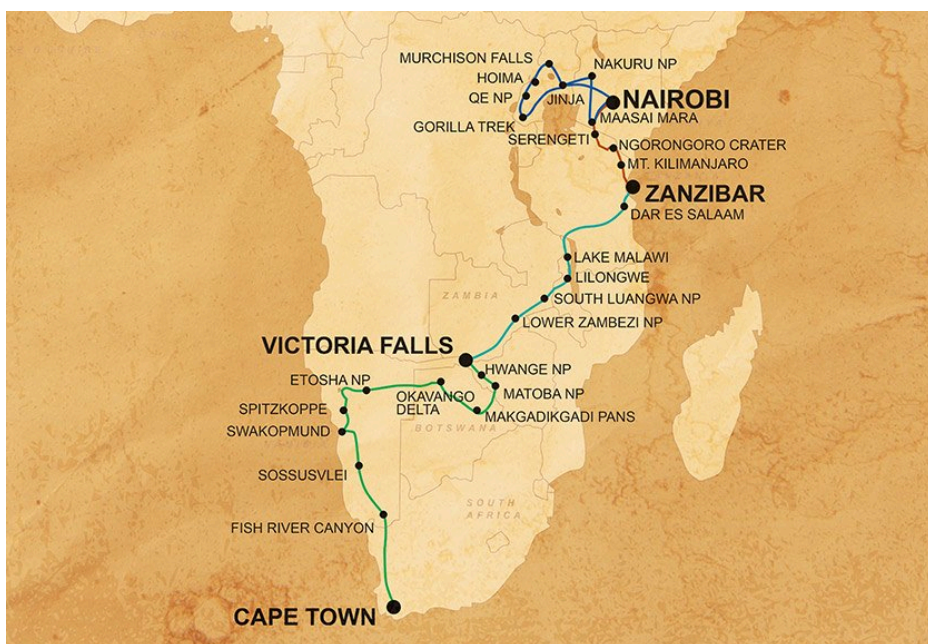 MURCHISON FALLS
NAKURU NP
HOIMA
QE NP
JINJA
NAIROBI
MAASAI MARA
GORILLA TREK
SERENGETI
NGORONGORO CRATER
MT. KILIMANJARO
ZANZIBAR
DAR ES SALAAM
LAKE MALAWI
LILONGWE
ZAMBIA
SOUTH LUANGWA NP
LOWER ZAMBEZI NP
VICTORIA FALLS
HWANGE NP
ETOSHA NP
MATOBA NP
OKAVANGO
DELTA
SPITZKOPPE
MAKGADIKGADI PANS
BOTSWANA
SWAKOPMUND
SOSSUSVLEI
SOUTH
AFRICA
FISH RIVER CANYON
CAPE TOWN